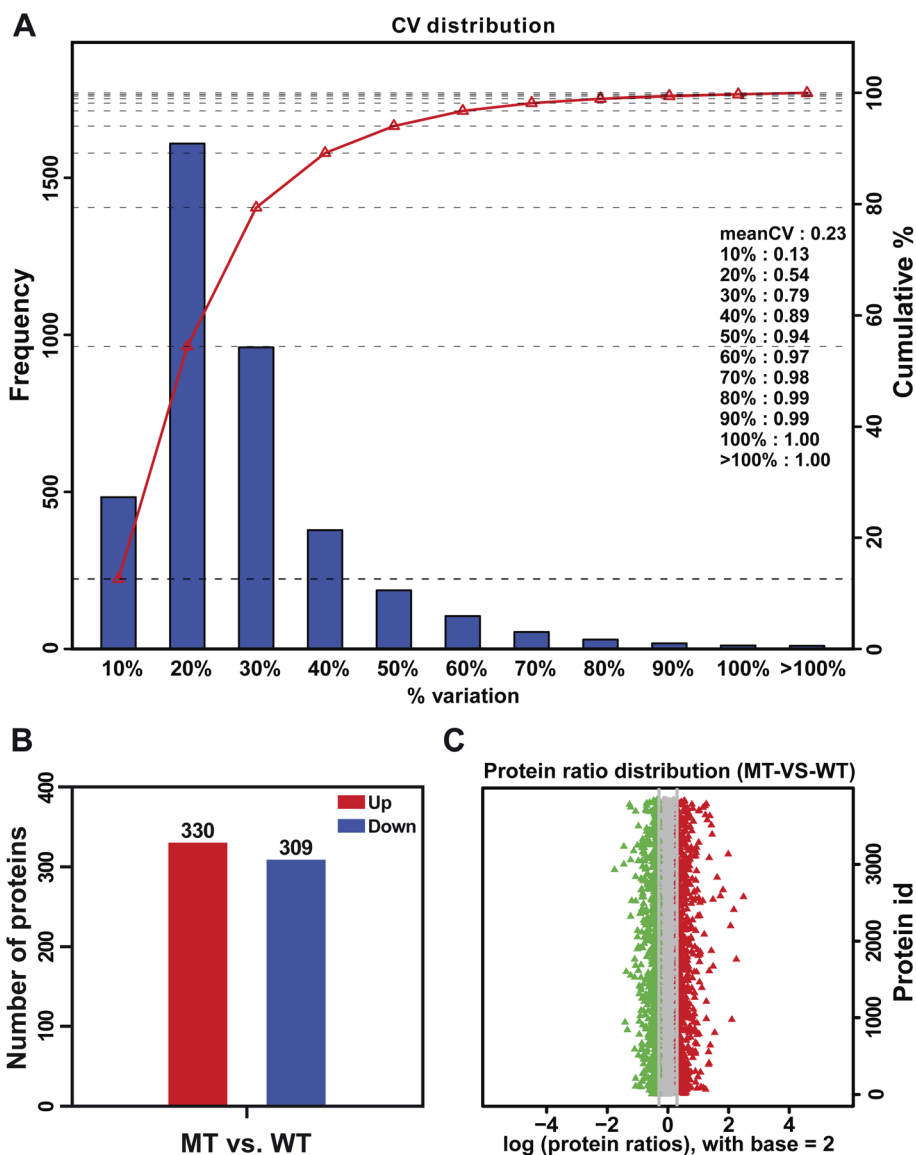 A
CV distribution
Frequency
0
500
1000
1500
Cumulative %
0
20
40
60
80
100
meanCV : 0.23
10% : 0.13
20% : 0.54
30% : 0.79
40% : 0.89
50% : 0.94
60% : 0.97
70% : 0.98
80% : 0.99
90% : 0.99
100% : 1.00
>100% : 1.00
10% 20% 30% 40% 50% 60% 70% 80% 90% 100% >100%
% variation
B
Number of proteins
0
100
200
300
400
Up
Down
330
309
MT vs. WT
C
Protein ratio distribution (MT-VS-WT)
Protein id
0
1000
2000
3000
−4 −2 0 2 4
log (protein ratios), with base = 2